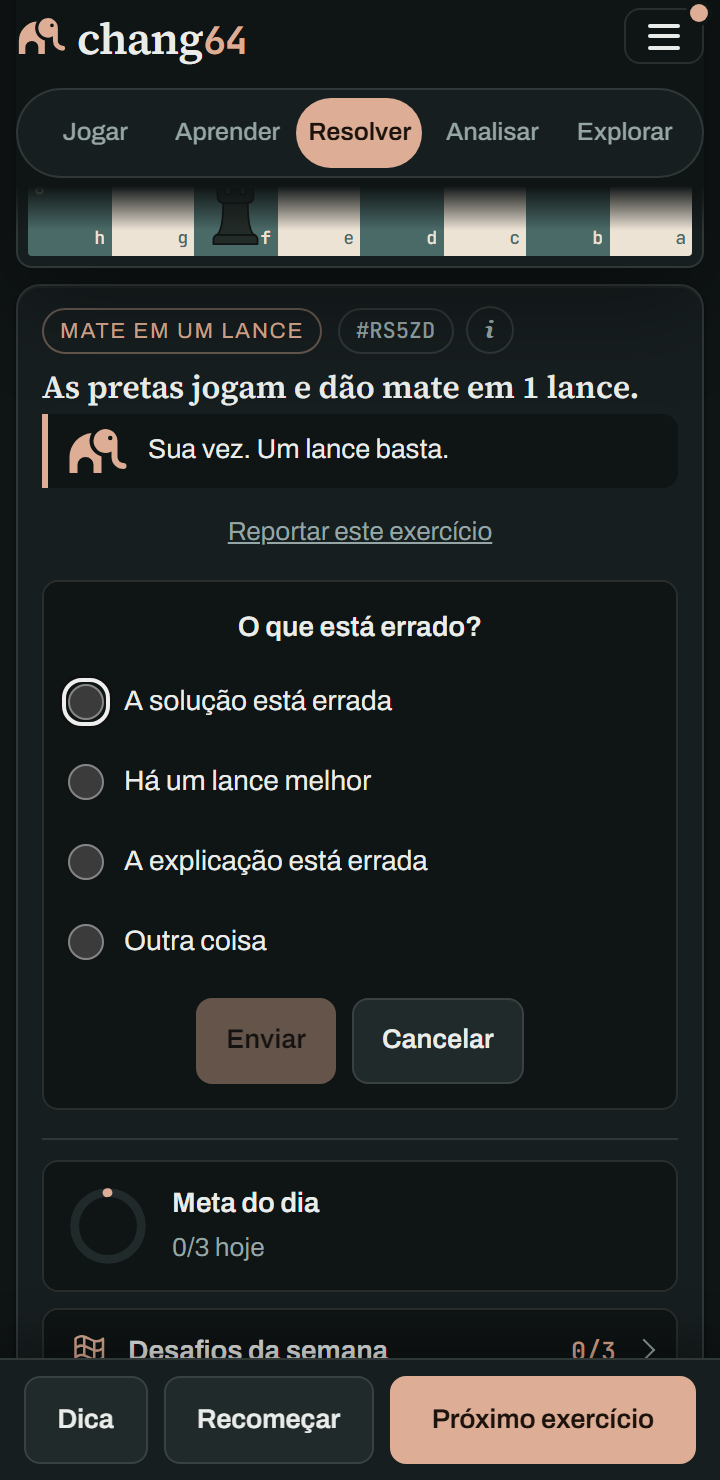 chang64
Jogar Aprender Resolver Analisar Explorar
h g f e d c b a
MATE EM UM LANCE #RS5ZD i
As pretas jogam e dão mate em 1 lance.
Sua vez. Um lance basta.
Reportar este exercício
O que está errado?
A solução está errada
Há um lance melhor
A explicação está errada
Outra coisa
Enviar Cancelar
Meta do dia
0/3 hoje
Desafios da semana 0/3
Dica Recomeçar Próximo exercício